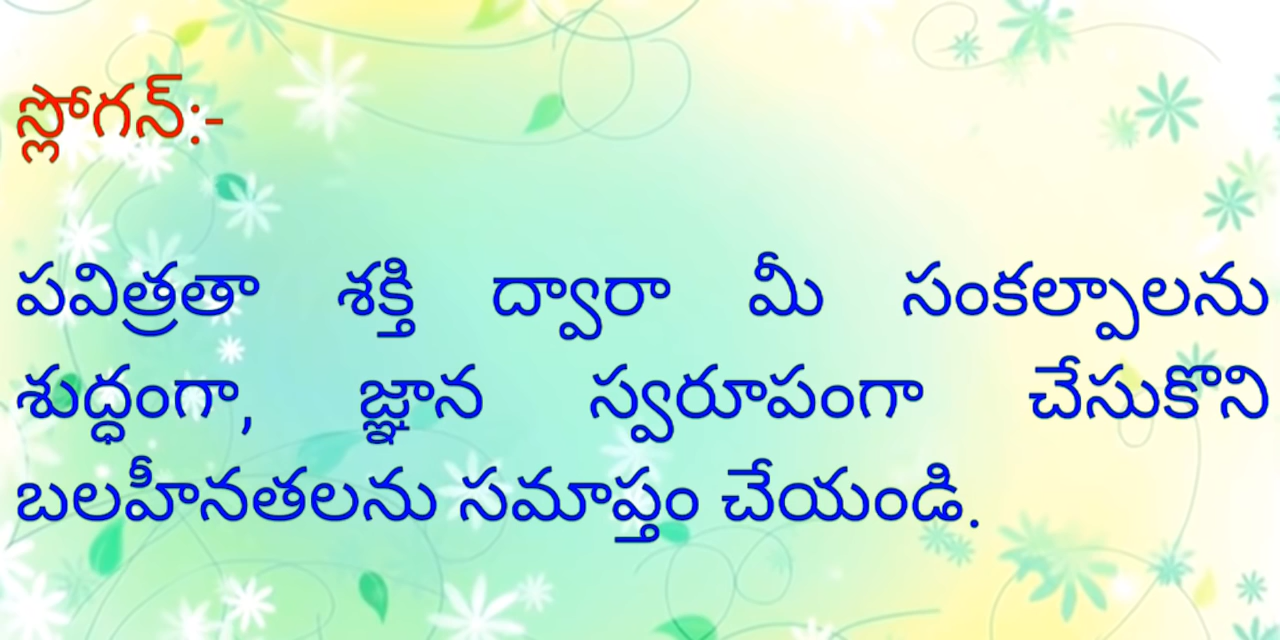 స్లోగన్:-
పవిత్రతా శక్తి ద్వారా మీ సంకల్పాలను
శుద్ధంగా, జ్ఞాన స్వరూపంగా చేసుకొని
బలహీనతలను సమాప్తం చేయండి.